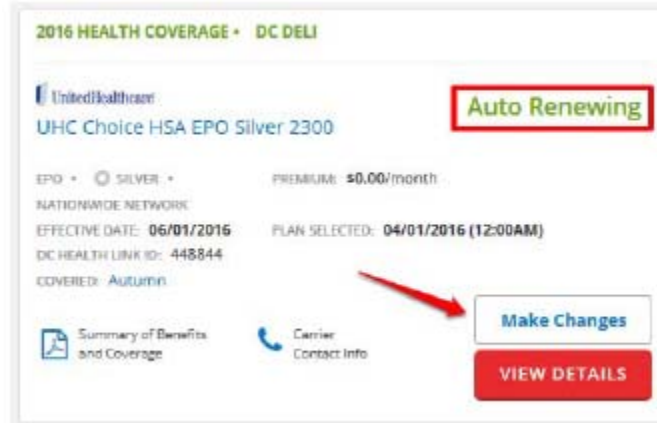 2016 HEALTH COVERAGE • DC DELI
UnitedHealthcare
Auto Renewing
UHC Choice HSA EPO Silver 2300
EPO • SILVER • PREMIUM: $0.00/month
NATIONWIDE NETWORK
EFFECTIVE DATE: 06/01/2016 PLAN SELECTED: 04/01/2016 (12:00AM)
DC HEALTH LINK ID: 448844
COVERED: Autumn
Summary of Benefits
and Coverage
Carrier
Contact Info
Make Changes
VIEW DETAILS